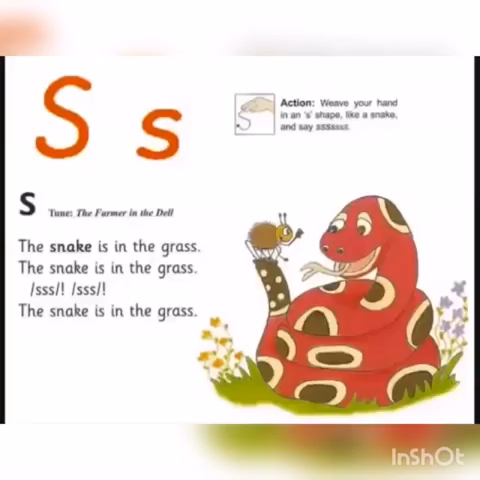 S s
Action: Weave your hand
in an 's' shape, like a snake,
and say ssssss.
s Tune: The Farmer in the Dell
The snake is in the grass.
The snake is in the grass.
/sss/! /sss/!
The snake is in the grass.
InShOt